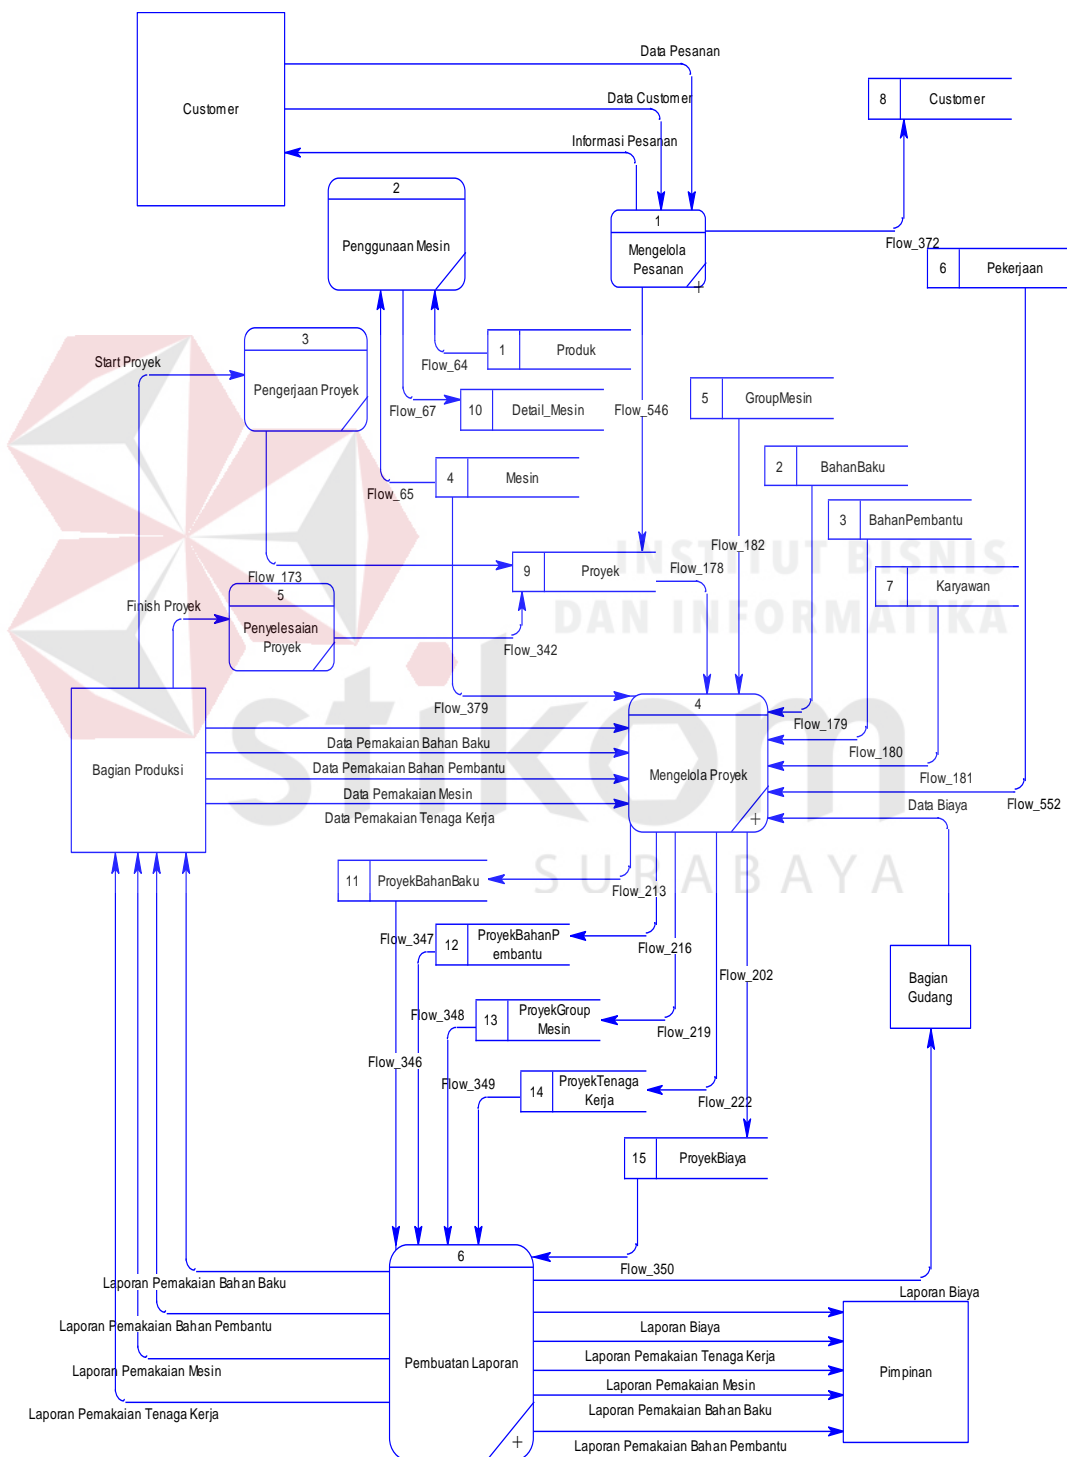 Data Pesanan
Customer
Data Customer
8 Customer
Informasi Pesanan
2
Penggunaan Mesin
1
Mengelola
Pesanan
Flow_372
6 Pekerjaan
3
Pengerjaan Proyek
Start Proyek
1 Produk
Flow_64
5 GroupMesin
10 Detail_Mesin
Flow_67
Flow_546
2 BahanBaku
4 Mesin
Flow_65
3 BahanPembantu
Flow_182
INSTITUT BISNIS
DAN INFORMATIKA
9 Proyek
Flow_178
Flow_173
7 Karyawan
5
Penyelesaian
Proyek
Finish Proyek
Flow_342
stikom
SURABAYA
Flow_379
4
Mengelola Proyek
Flow_179
Flow_180
Flow_181
Flow_552
Bagian Produksi
Data Pemakaian Bahan Baku
Data Pemakaian Bahan Pembantu
Data Pemakaian Mesin
Data Pemakaian Tenaga Kerja
Data Biaya
11 ProyekBahanBaku
Flow_213
12 ProyekBahanP
embantu
Flow_347
Flow_216
Flow_202
Bagian
Gudang
13 ProyekGroup
Mesin
Flow_348
Flow_219
Flow_346
14 ProyekTenaga
Kerja
Flow_349
Flow_222
15 ProyekBiaya
6
Pembuatan Laporan
Flow_350
Laporan Pemakaian Bahan Baku
Laporan Pemakaian Bahan Pembantu
Laporan Pemakaian Mesin
Laporan Pemakaian Tenaga Kerja
Laporan Biaya
Laporan Biaya
Laporan Pemakaian Tenaga Kerja
Laporan Pemakaian Mesin
Laporan Pemakaian Bahan Baku
Laporan Pemakaian Bahan Pembantu
Pimpinan